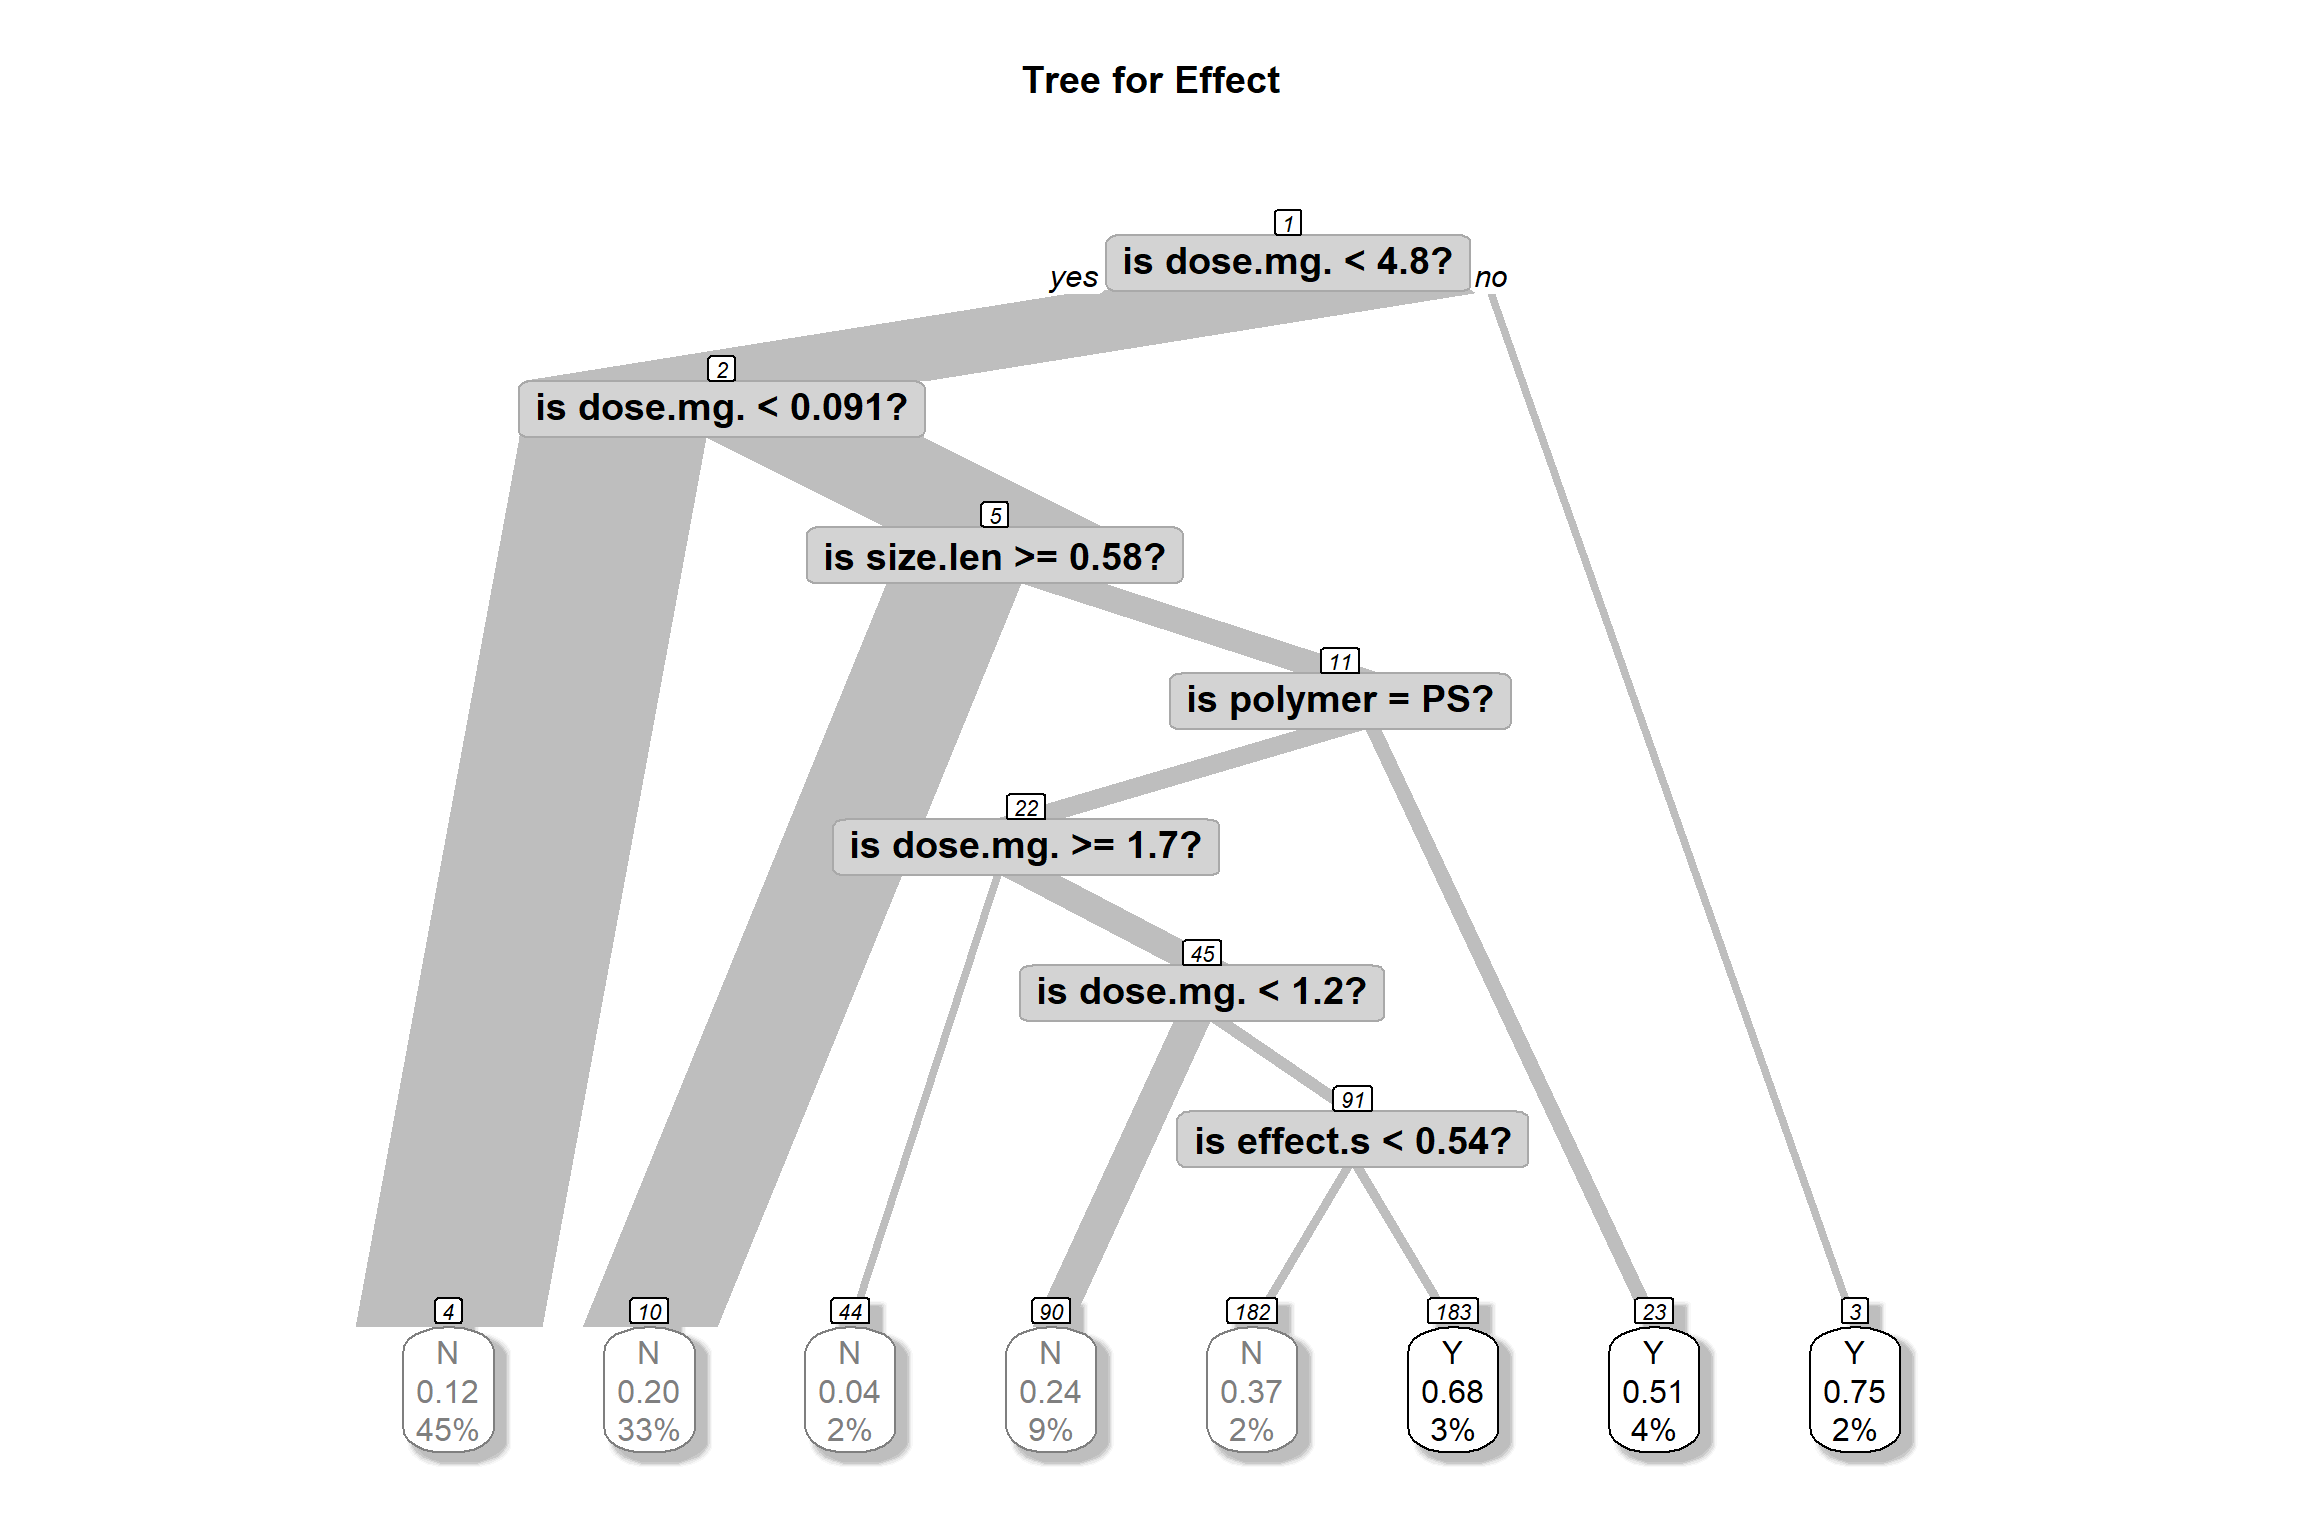 Tree for Effect
1
is dose.mg. < 4.8?
yes
no
2
is dose.mg. < 0.091?
5
is size.len >= 0.58?
11
is polymer = PS?
22
is dose.mg. >= 1.7?
45
is dose.mg. < 1.2?
91
is effect.s < 0.54?
4
N
0.12
45%
10
N
0.20
33%
44
N
0.04
2%
90
N
0.24
9%
182
N
0.37
2%
183
Y
0.68
3%
23
Y
0.51
4%
3
Y
0.75
2%